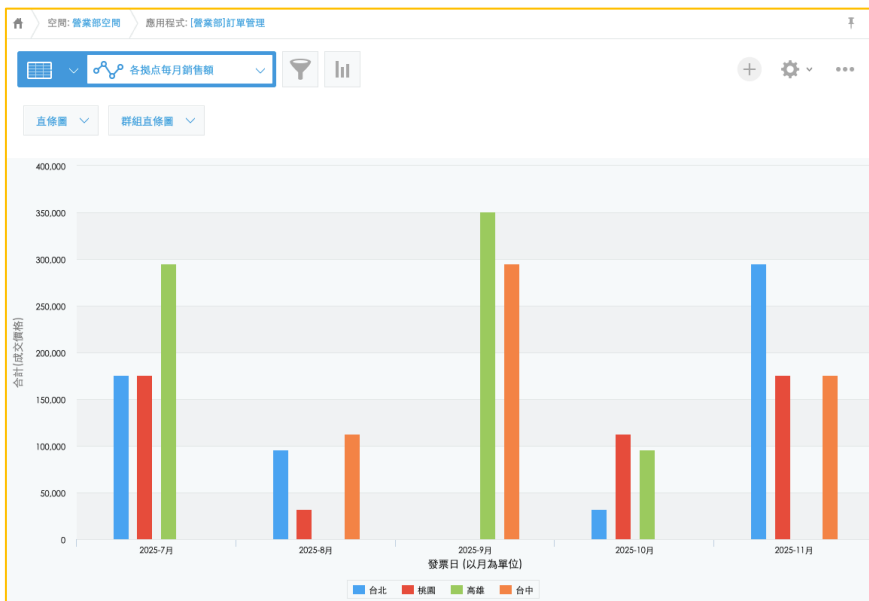 空間: 營業部空間 應用程式: [營業部]訂單管理
各拠点每月銷售額
直條圖 群組直條圖
400,000
350,000
300,000
250,000
200,000
150,000
100,000
50,000
0
合計(成交價格)
2025-7月 2025-8月 2025-9月 2025-10月 2025-11月
發票日 (以月為單位)
台北 桃園 高雄 台中